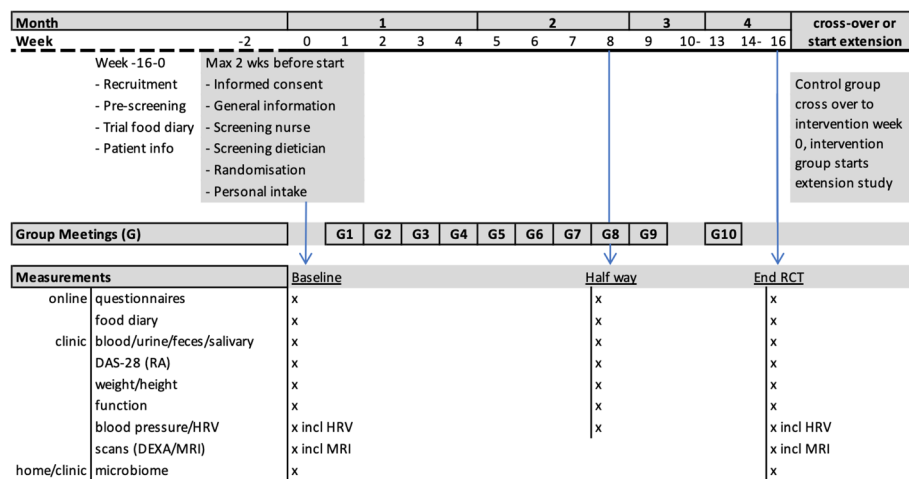 Month 1 2 3 4 cross-over or
Week -2 0 1 2 3 4 5 6 7 8 9 10- 13 14- 16 start extension
Week -16-0 Max 2 wks before start
- Recruitment - Informed consent
- Pre-screening - General information
- Trial food diary - Screening nurse
- Patient info - Screening dietician
- Randomisation
- Personal intake
Control group
cross over to
intervention week
0, intervention
group starts
extension study
Group Meetings (G) G1 G2 G3 G4 G5 G6 G7 G8 G9 G10
Measurements Baseline Half way End RCT
online questionnaires x x x
food diary x x x
clinic blood/urine/feces/salivary x x x
DAS-28 (RA) x x x
weight/height x x x
function x x x
blood pressure/HRV x incl HRV x x incl HRV
scans (DEXA/MRI) x incl MRI x incl MRI
home/clinic microbiome x x